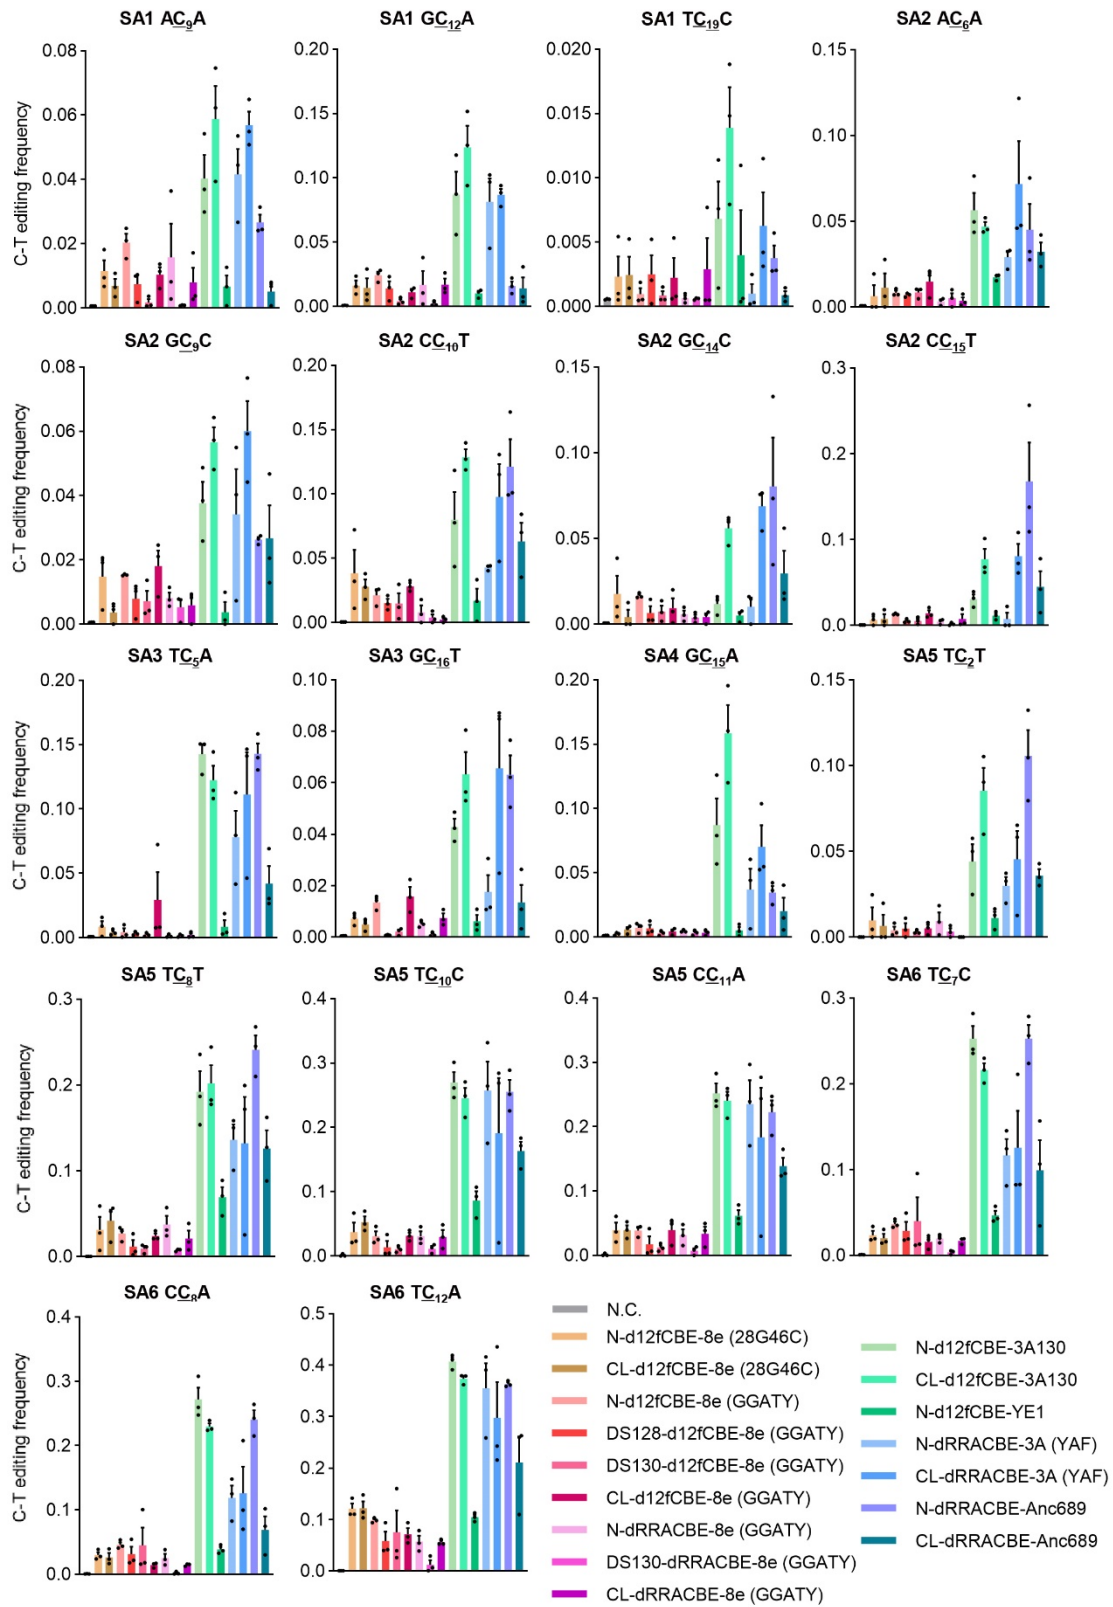 SA1 AC9A
SA1 GC12A
SA1 TC19C
SA2 AC6A
C-T editing frequency
0.08
0.06
0.04
0.02
0.00
0.20
0.15
0.10
0.05
0.00
0.020
0.015
0.010
0.005
0.000
0.15
0.10
0.05
0.00
SA2 GC9C
SA2 CC10T
SA2 GC14C
SA2 CC15T
C-T editing frequency
0.08
0.06
0.04
0.02
0.00
0.20
0.15
0.10
0.05
0.00
0.15
0.10
0.05
0.00
0.3
0.2
0.1
0.0
SA3 TC5A
SA3 GC16T
SA4 GC15A
SA5 TC2T
C-T editing frequency
0.20
0.15
0.10
0.05
0.00
0.10
0.08
0.06
0.04
0.02
0.00
0.20
0.15
0.10
0.05
0.00
0.15
0.10
0.05
0.00
SA5 TC8T
SA5 TC10C
SA5 CC11A
SA6 TC7C
C-T editing frequency
0.3
0.2
0.1
0.0
0.4
0.3
0.2
0.1
0.0
0.4
0.3
0.2
0.1
0.0
0.3
0.2
0.1
0.0
SA6 CC8A
SA6 TC12A
C-T editing frequency
0.4
0.3
0.2
0.1
0.0
0.5
0.4
0.3
0.2
0.1
0.0
N.C.
N-d12fCBE-8e (28G46C)
CL-d12fCBE-8e (28G46C)
N-d12fCBE-8e (GGATY)
DS128-d12fCBE-8e (GGATY)
DS130-d12fCBE-8e (GGATY)
CL-d12fCBE-8e (GGATY)
N-dRRACBE-8e (GGATY)
DS130-dRRACBE-8e (GGATY)
CL-dRRACBE-8e (GGATY)
N-d12fCBE-3A130
CL-d12fCBE-3A130
N-d12fCBE-YE1
N-dRRACBE-3A (YAF)
CL-dRRACBE-3A (YAF)
N-dRRACBE-Anc689
CL-dRRACBE-Anc689